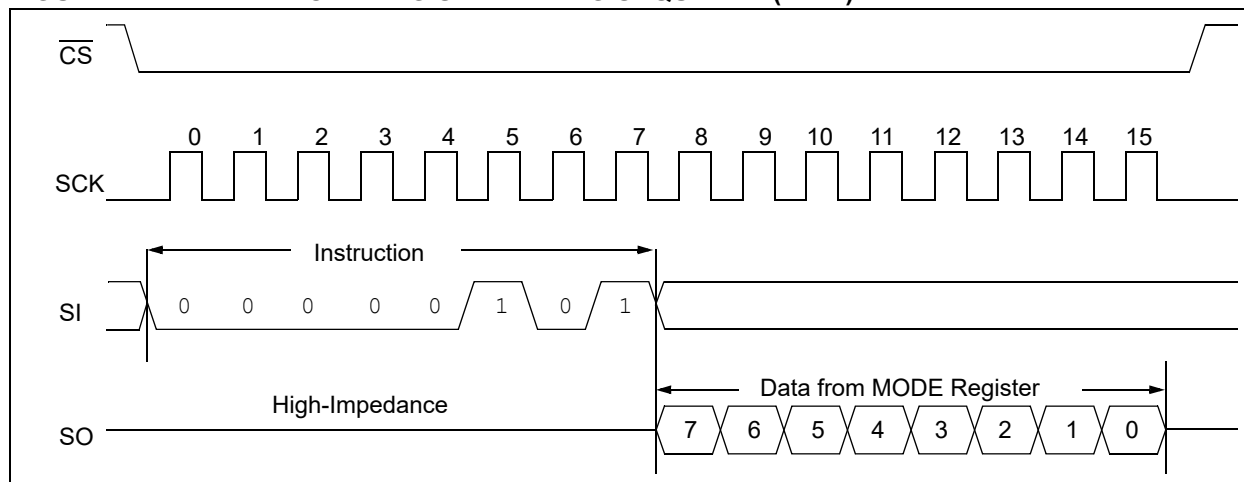 CS
0 1 2 3 4 5 6 7 8 9 10 11 12 13 14 15
SCK
Instruction
SI 0 0 0 0 0 1 0 1
Data from MODE Register
High-Impedance
SO 7 6 5 4 3 2 1 0